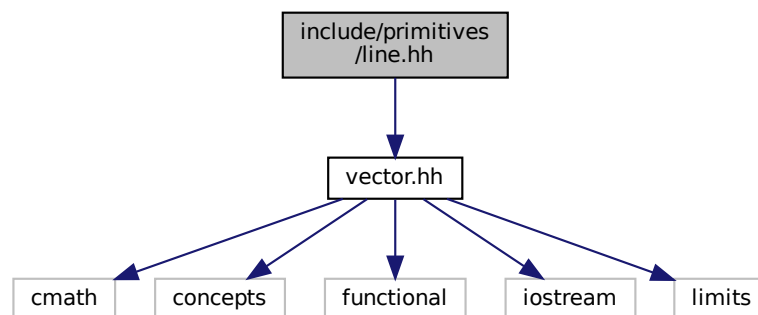 include/primitives
/line.hh
vector.hh
cmath
concepts
functional
iostream
limits